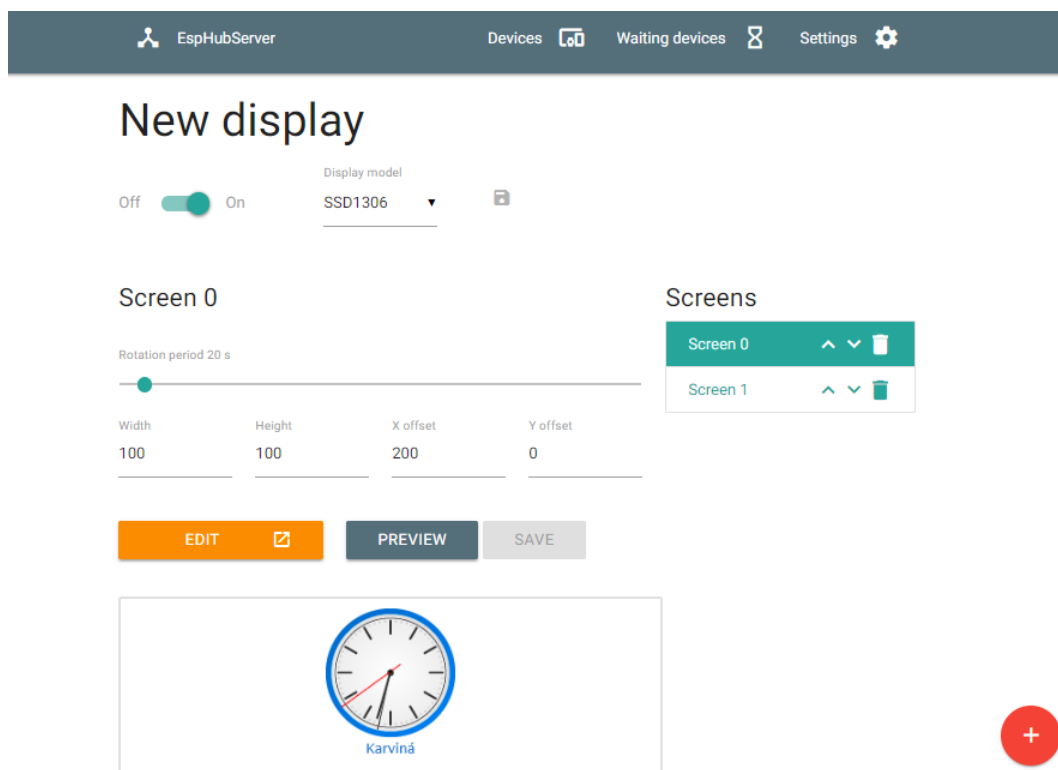 EspHubServer Devices Waiting devices Settings
New display
Display model
Off On SSD1306
Screen 0
Screens
Screen 0
Rotation period 20 s
Screen 1
Width Height X offset Y offset
100 100 200 0
EDIT PREVIEW SAVE
Karviná
+